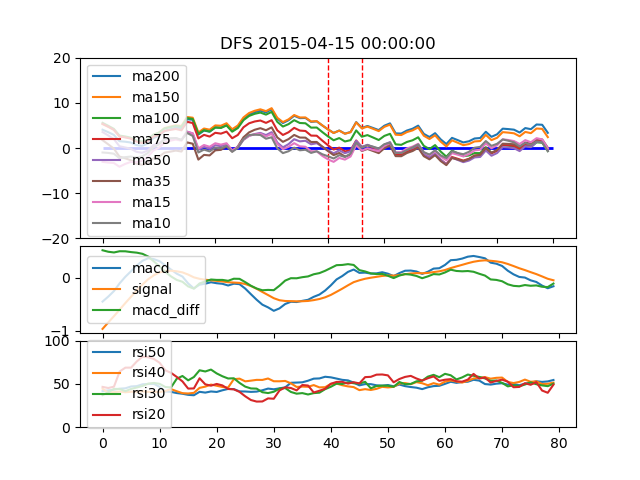 DFS 2015-04-15 00:00:00
20
10
0
−10
−20
ma200
ma150
ma100
ma75
ma50
ma35
ma15
ma10
0
−1
macd
signal
macd_diff
100
50
0
rsi50
rsi40
rsi30
rsi20
0 10 20 30 40 50 60 70 80